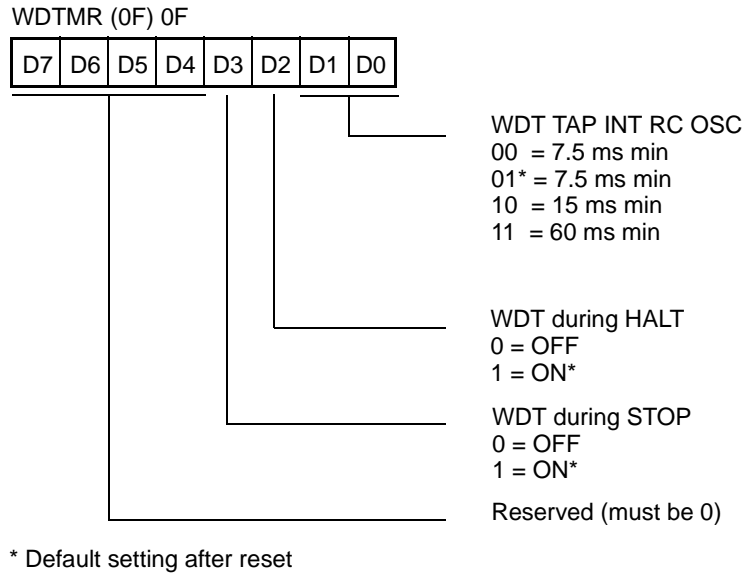 WDTMR (0F) 0F
D7 D6 D5 D4 D3 D2 D1 D0
WDT TAP INT RC OSC
00 = 7.5 ms min
01* = 7.5 ms min
10 = 15 ms min
11 = 60 ms min
WDT during HALT
0 = OFF
1 = ON*
WDT during STOP
0 = OFF
1 = ON*
Reserved (must be 0)
* Default setting after reset